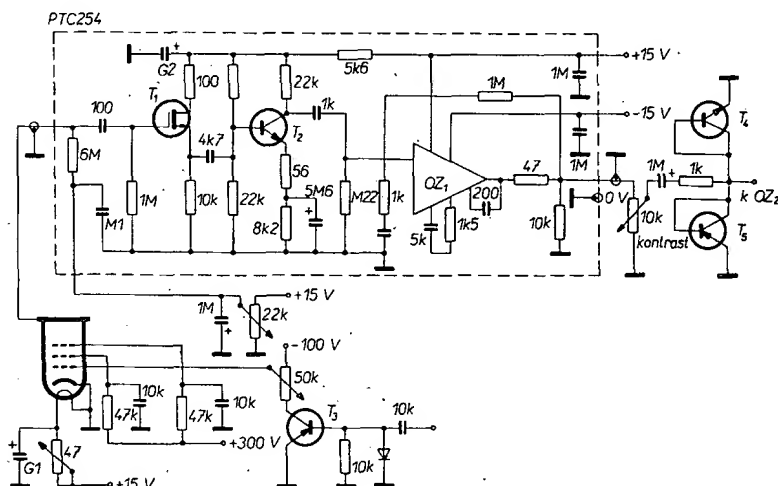 PTC254
G2
+
100
22k
5k6
+15 V
1M
1M
-15 V
T1
T2
T4
100
1k
6M
4k7
56
1M
10k
22k
5M6
M22
1k
OZ1
47
200
1M
+
1k
k OZ2
M1
8k2
+
5k
1k5
10k
0 V
10k
kontrast
T5
+15 V
1M
+
22k
-100 V
50k
10k
10k
T3
10k
47k
47k
+300 V
+
G1
47
10k
+15 V